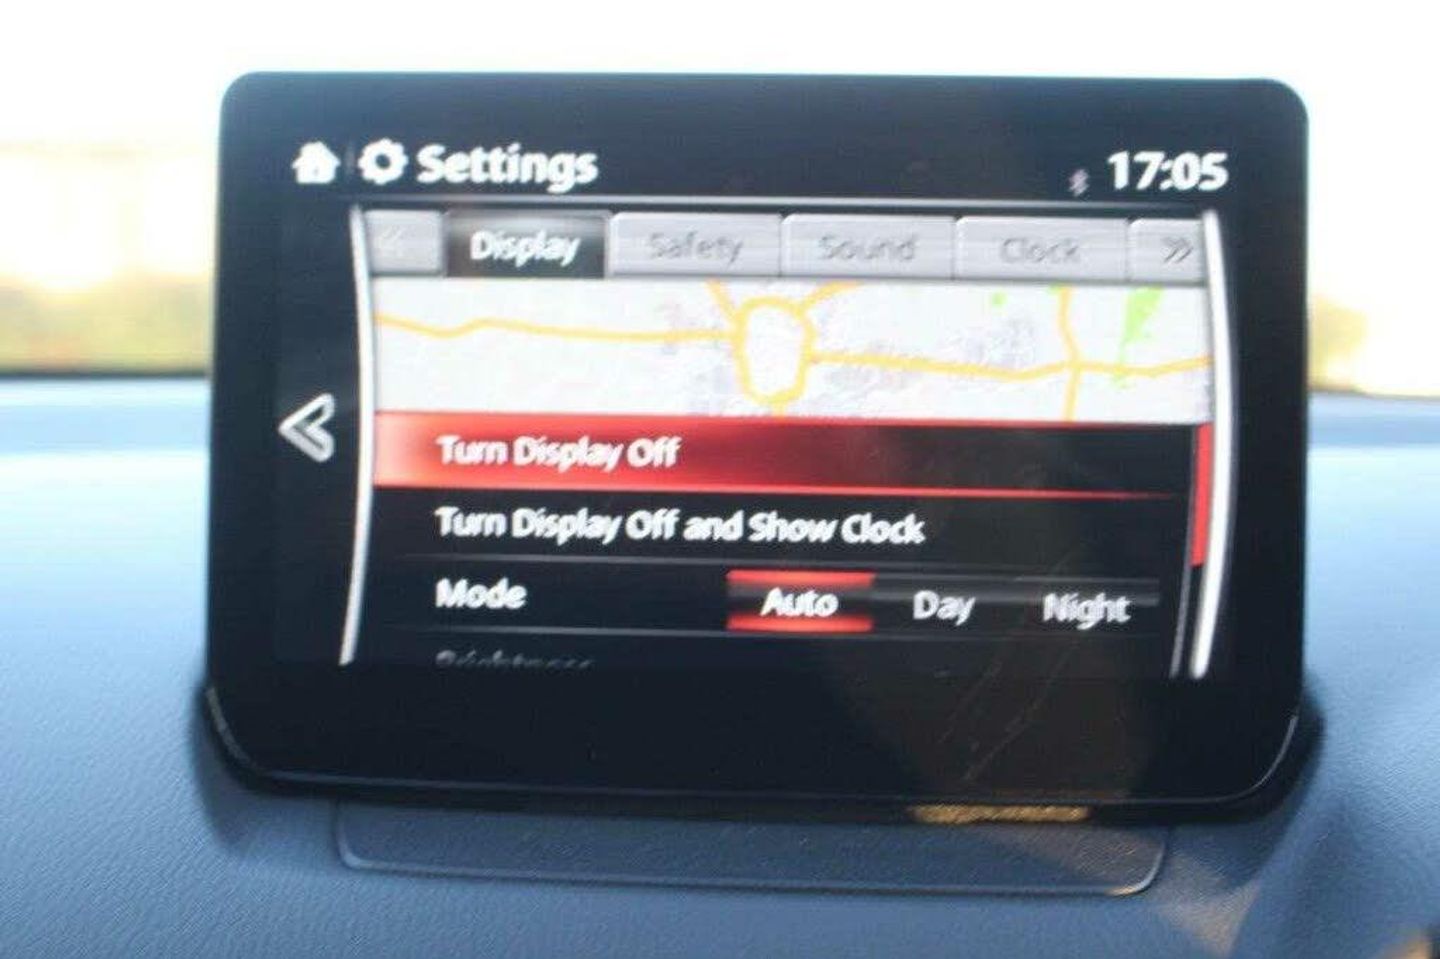 Settings 17:05
Display Safety Sound Clock
Turn Display Off
Turn Display Off and Show Clock
Mode Auto Day Night
Brightness